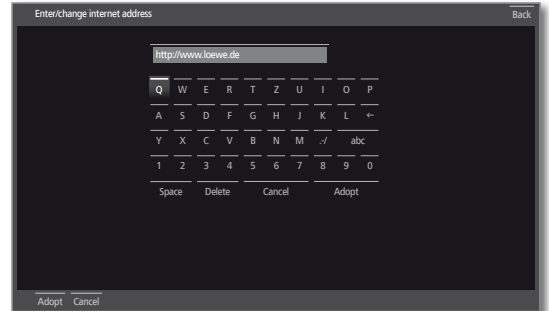 Enter/change internet address Back
http://www.loewe.de
Q W E R T Z U I O P
A S D F G H J K L ←
Y X C V B N M .-/ abc
1 2 3 4 5 6 7 8 9 0
Space Delete Cancel Adopt
Adopt Cancel